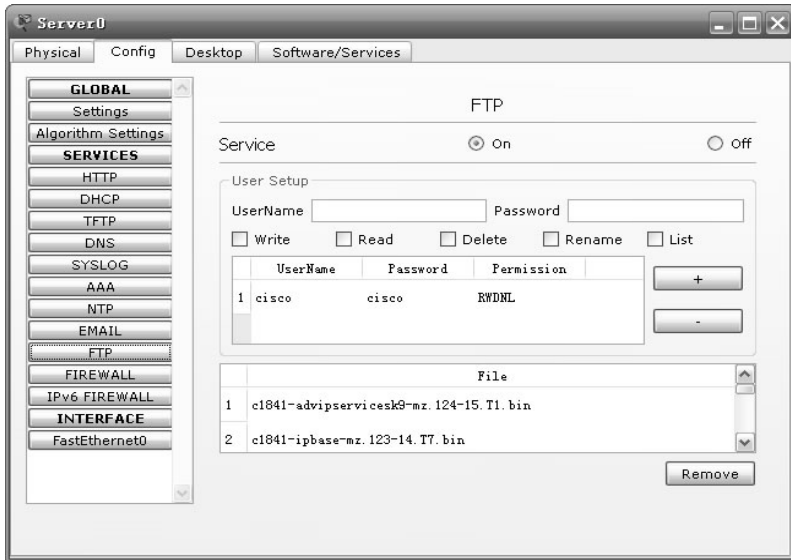 Server0
Physical Config Desktop Software/Services
GLOBAL
Settings
Algorithm Settings
SERVICES
HTTP
DHCP
TFTP
DNS
SYSLOG
AAA
NTP
EMAIL
FTP
FIREWALL
IPv6 FIREWALL
INTERFACE
FastEthernet0
FTP
Service On Off
User Setup
UserName Password
Write Read Delete Rename List
UserName Password Permission
1 cisco cisco RWDNL
+
-
File
1 c1841-advipservicesk9-mz.124-15.T1.bin
2 c1841-ipbase-mz.123-14.T7.bin
Remove